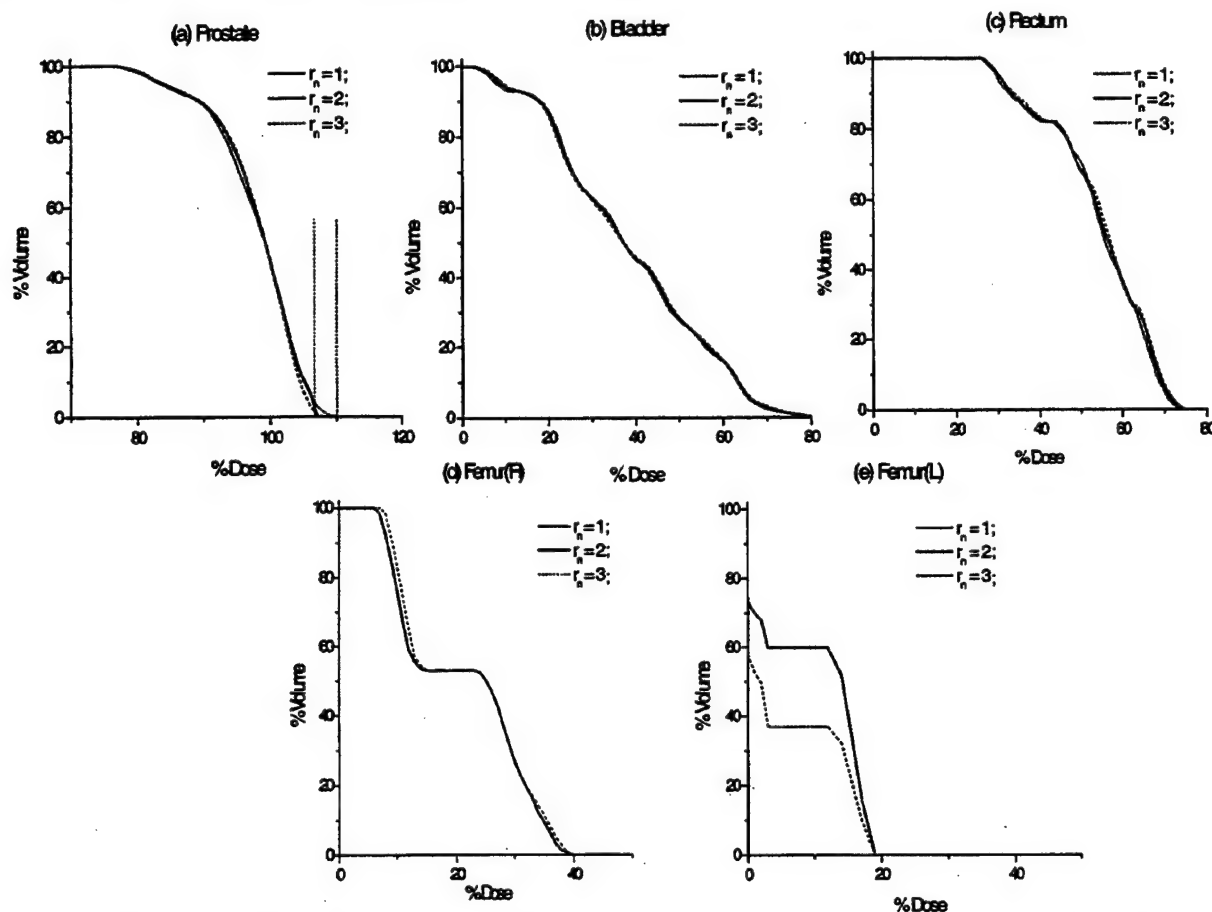 (a) Prostate
100
80
60
40
20
0
80
100
120
% Volume
% Dose
r_n=1;
r_n=2;
r_n=3;
(b) Bladder
100
80
60
40
20
0
0
20
40
60
80
% Volume
% Dose
r_n=1;
r_n=2;
r_n=3;
(c) Rectum
100
80
60
40
20
0
0
20
40
60
80
% Volume
% Dose
r_n=1;
r_n=2;
r_n=3;
(d) Femur(R)
100
80
60
40
20
0
0
20
40
% Volume
% Dose
r_n=1;
r_n=2;
r_n=3;
(e) Femur(L)
100
80
60
40
20
0
0
20
40
% Volume
% Dose
r_n=1;
r_n=2;
r_n=3;